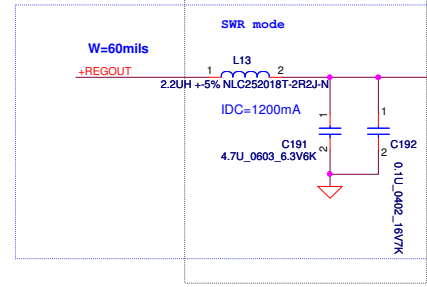 SWR mode
W=60mils
+REGOUT
L13
1
2
2.2UH +-5% NLC252018T-2R2J-N
IDC=1200mA
1
1
C191
C192
2
2
4.7U_0603_6.3V6K
0.1U_0402_16V7K